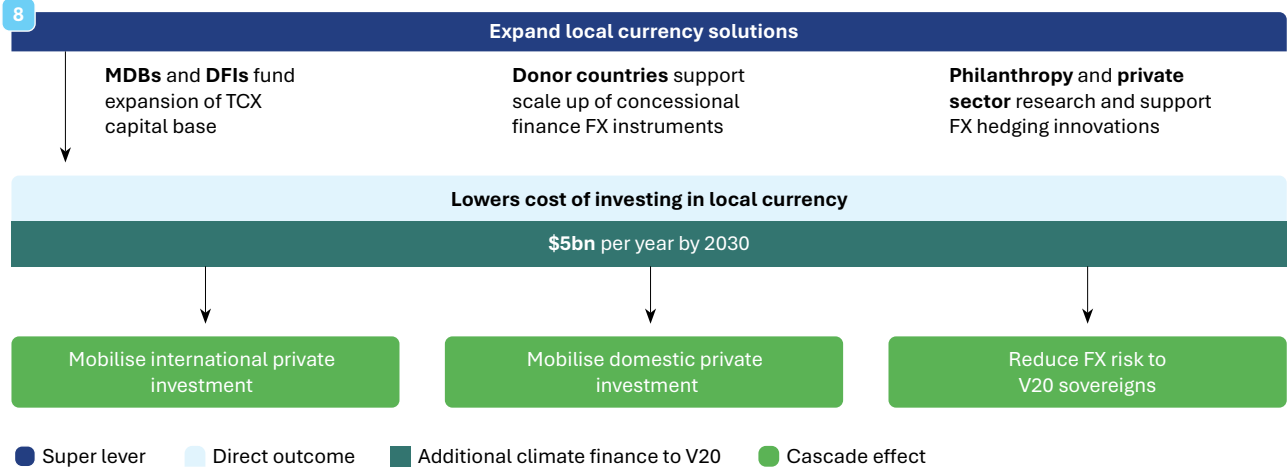 8
Expand local currency solutions
MDBs and DFIs fund
expansion of TCX
capital base
Donor countries support
scale up of concessional
finance FX instruments
Philanthropy and private
sector research and support
FX hedging innovations
Lowers cost of investing in local currency
$5bn per year by 2030
Mobilise international private
investment
Mobilise domestic private
investment
Reduce FX risk to
V20 sovereigns
Super lever
Direct outcome
Additional climate finance to V20
Cascade effect